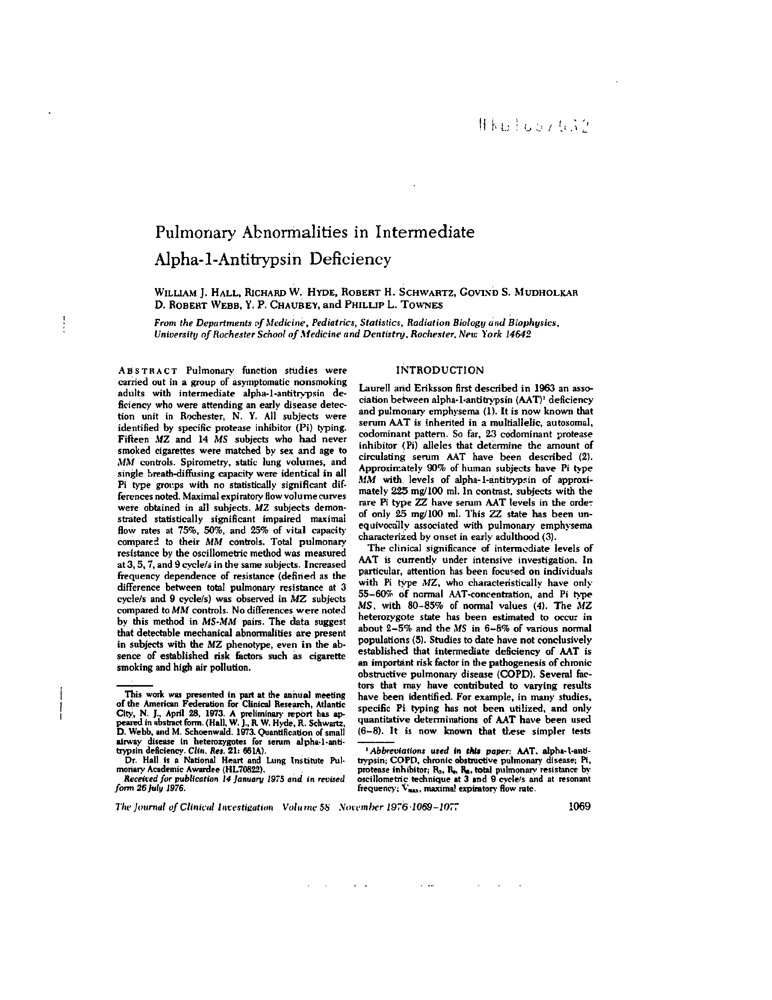 Pulmonary Abnormalities in Intermediate
Alpha-1-Antitrypsin Deficiency
WILLIAM J. HALL, RICHARD W. HYDE, ROBERT H. SCHWARTZ, GOVIND S. MUDHOLKAR
D. ROBERT WEBB, Y. P. CHAUBEY, and PHILLIP L. TOWNES
From the Departments of Medicine, Pediatrics, Statistics, Radiation Biology and Biophysics,
University of Rochester School of Medicine and Dentistry, Rochester, New York 14642
ABSTRACT Pulmonary function studies were
carried out in a group of asymptomatic nonsmoking
adults with intermediate alpha-1-antitrypsin de-
ficiency who were attending an early disease detec-
tion unit in Rochester, N. Y. All subjects were
identified by specific protease inhibitor (Pi) typing.
Fifteen MZ and 14 MS subjects who had never
smoked cigarettes were matched by sex and age to
MM controls. Spirometry, static lung volumes, and
single breath-diffusing capacity were identical in all
Pi type groups with no statistically significant dif-
ferences noted. Maximal expiratory flow volume curves
were obtained in all subjects. MZ subjects demon-
strated statistically significant impaired maximal
flow rates at 75%, 50%, and 25% of vital capacity
compared to their MM controls. Total pulmonary
resistance by the oscillometric method was measured
at 3, 5, 7, and 9 cycle/s in the same subjects. Increased
frequency dependence of resistance (defined as the
difference between total pulmonary resistance at 3
cycle/s and 9 cycle/s) was observed in MZ subjects
compared to MM controls. No differences were noted
by this method in MS-MM pairs. The data suggest
that detectable mechanical abnormalities are present
in subjects with the MZ phenotype, even in the ab-
sence of established risk factors such as cigarette
smoking and high air pollution.
This work was presented in part at the annual meeting
of the American Federation for Clinical Research, Atlantic
City, N. J., April 28, 1973. A preliminary report has ap-
peared in abstract form. (Hall, W. J., R. W. Hyde, R. Schwartz,
D. Webb, and M. Schoenwald. 1973. Quantification of small
airway disease in heterozygotes for serum alpha-1-anti-
trypsin deficiency. Clin. Res. 21: 661A).
Dr. Hall is a National Heart and Lung Institute Pul-
monary Academic Awardee (HL70822).
Received for publication 14 January 1975 and in revised
form 26 July 1976.
INTRODUCTION
Laurell and Eriksson first described in 1963 an asso-
ciation between alpha-1-antitrypsin (AAT)¹ deficiency
and pulmonary emphysema (1). It is now known that
serum AAT is inherited in a multiallelic, autosomal,
codominant pattern. So far, 23 codominant protease
inhibitor (Pi) alleles that determine the amount of
circulating serum AAT have been described (2).
Approximately 90% of human subjects have Pi type
MM with levels of alpha-1-antitrypsin of approxi-
mately 225 mg/100 ml. In contrast, subjects with the
rare Pi type ZZ have serum AAT levels in the order
of only 25 mg/100 ml. This ZZ state has been un-
equivocally associated with pulmonary emphysema
characterized by onset in early adulthood (3).
The clinical significance of intermediate levels of
AAT is currently under intensive investigation. In
particular, attention has been focused on individuals
with Pi type MZ, who characteristically have only
55–60% of normal AAT-concentration, and Pi type
MS, with 80–85% of normal values (4). The MZ
heterozygote state has been estimated to occur in
about 2–5% and the MS in 6–8% of various normal
populations (5). Studies to date have not conclusively
established that intermediate deficiency of AAT is
an important risk factor in the pathogenesis of chronic
obstructive pulmonary disease (COPD). Several fac-
tors that may have contributed to varying results
have been identified. For example, in many studies,
specific Pi typing has not been utilized, and only
quantitative determinations of AAT have been used
(6–8). It is now known that these simpler tests
¹ Abbreviations used in this paper: AAT, alpha-1-anti-
trypsin; COPD, chronic obstructive pulmonary disease; Pi,
protease inhibitor; total pulmonary resistance by
oscillometric technique at 3 and 9 cycle/s and at resonant
frequency; V̇max, maximal expiratory flow rate.
The Journal of Clinical Investigation Volume 58 November 1976·1069–1077
1069